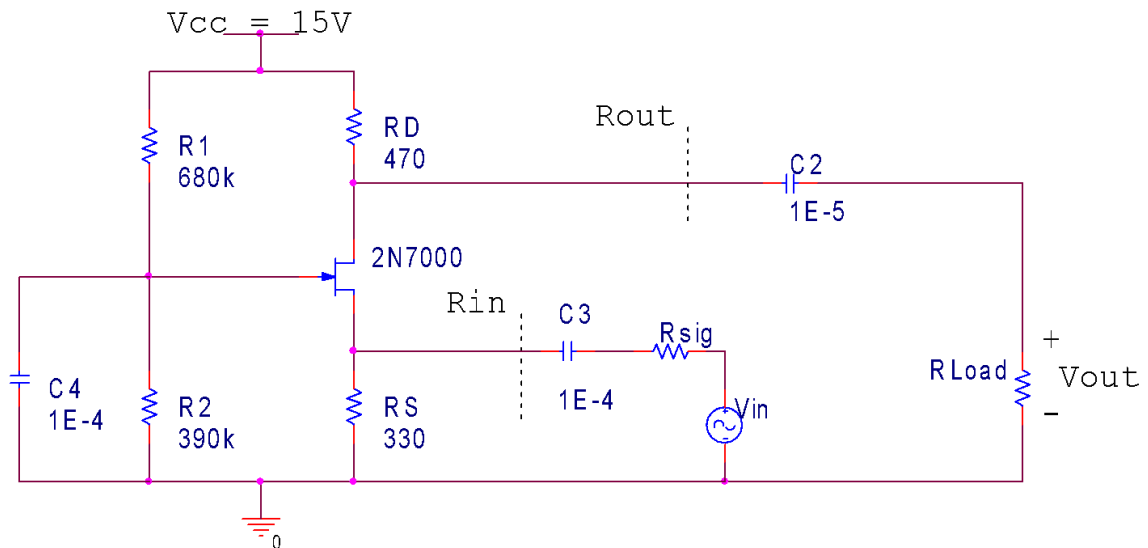 Vcc = 15V
Rout
R1
680k
RD
470
C2
1E-5
2N7000
Rin
C3
Rsig
1E-4
C4
1E-4
R2
390k
RS
330
Vin
RLoad
+
Vout
-
0